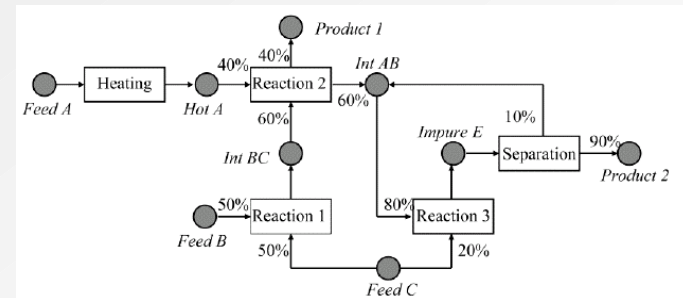 Product 1
40%
40%
Int AB
Heating
Reaction 2
Feed A
Hot A
60%
60%
10%
Impure E
90%
Int BC
Separation
Product 2
50%
Reaction 1
80%
Reaction 3
Feed B
50%
20%
Feed C